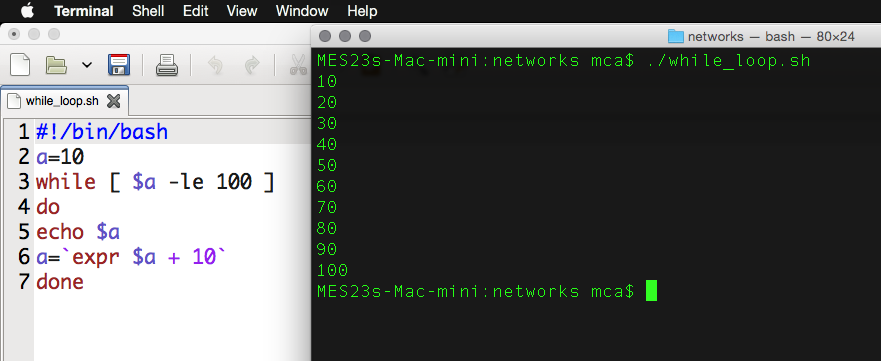 Terminal Shell Edit View Window Help
networks — bash — 80×24
while_loop.sh
1 #!/bin/bash
2 a=10
3 while [ $a -le 100 ]
4 do
5 echo $a
6 a=`expr $a + 10`
7 done
MES23s-Mac-mini:networks mca$ ./while_loop.sh
10
20
30
40
50
60
70
80
90
100
MES23s-Mac-mini:networks mca$